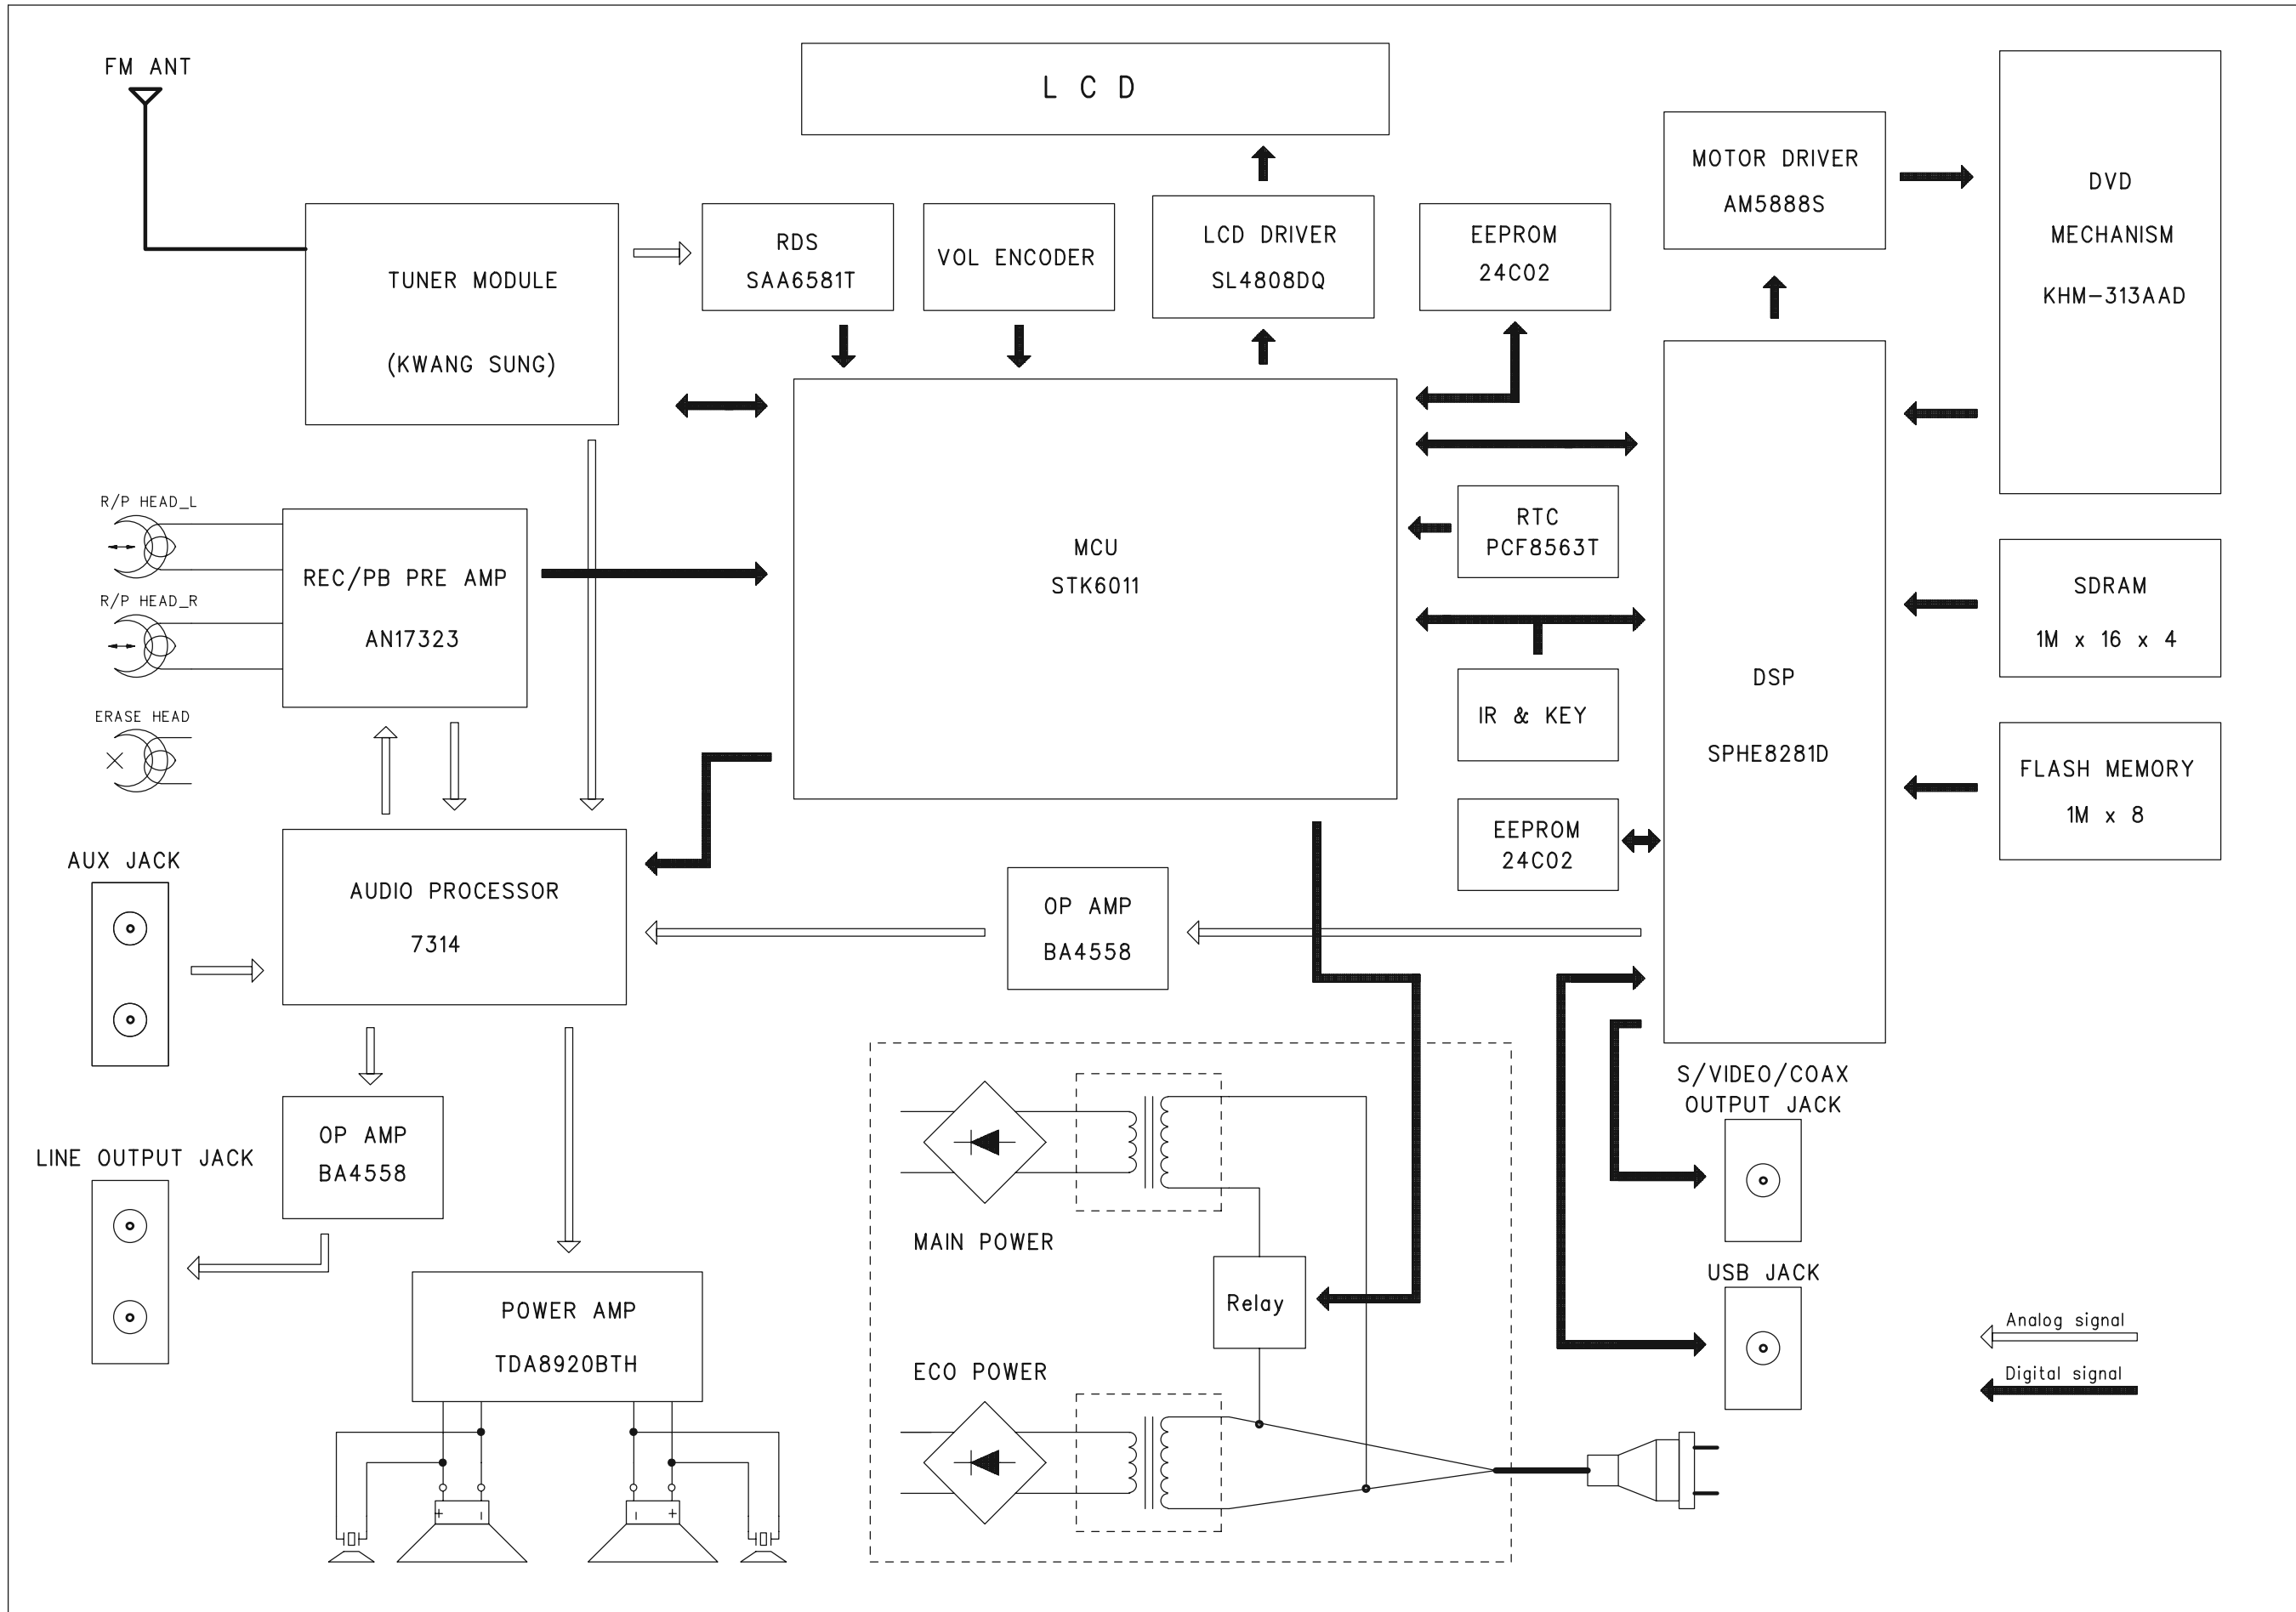 FM ANT
L C D
TUNER MODULE
(KWANG SUNG)
RDS
SAA6581T
VOL ENCODER
LCD DRIVER
SL4808DQ
EEPROM
24C02
MOTOR DRIVER
AM5888S
DVD
MECHANISM
KHM-313AAD
R/P HEAD_L
R/P HEAD_R
ERASE HEAD
REC/PB PRE AMP
AN17323
MCU
STK6011
RTC
PCF8563T
IR & KEY
EEPROM
24C02
DSP
SPHE8281D
SDRAM
1M x 16 x 4
FLASH MEMORY
1M x 8
AUX JACK
AUDIO PROCESSOR
7314
OP AMP
BA4558
LINE OUTPUT JACK
OP AMP
BA4558
POWER AMP
TDA8920BTH
+
-
-
+
MAIN POWER
Relay
ECO POWER
S/VIDEO/COAX
OUTPUT JACK
USB JACK
Analog signal
Digital signal